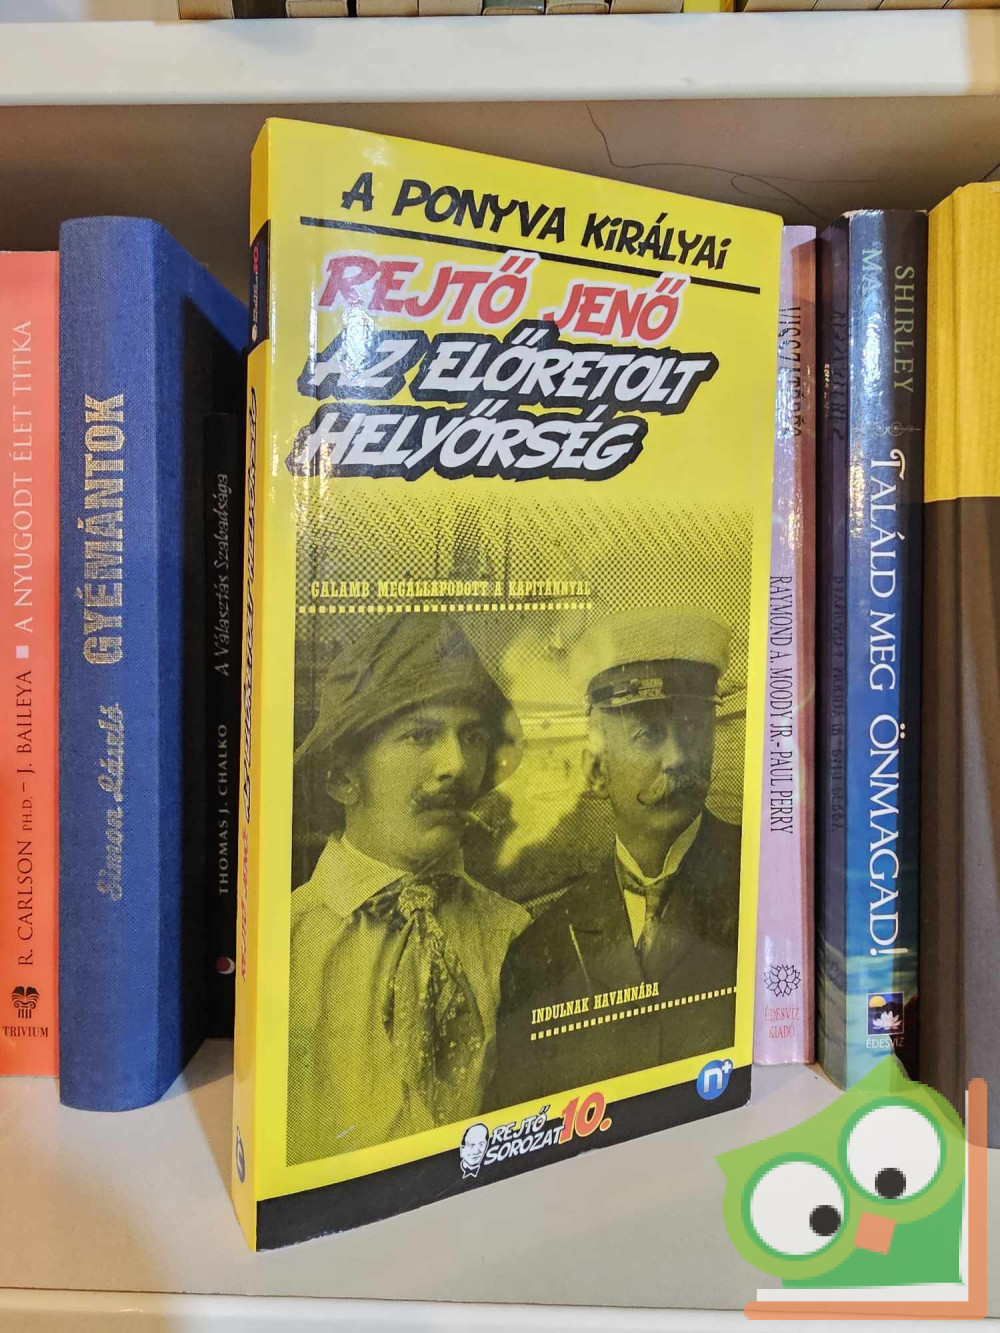 A PONYVA KIRÁLYAI
REJTŐ JENŐ
AZ ELŐRETOLT
HELYŐRSÉG
GALAMB MEGÁLLAPODOTT A KAPITÁNNYAL
INDULNAK HAVANNÁBA
REJTŐ
SOROZAT 10.
n+
R. CARLSON PH.D. – J. BAILEYA ■ A NYUGODT ÉLET TITKA
TRIVIUM
Simon László GYÉMÁNTOK
THOMAS J. CHALKO A Választás Szabadsága
RAYMOND A. MOODY JR.- PAUL PERRY
ÉDESVÍZ
KIADÓ
SHIRLEY
TALÁLD MEG ÖNMAGAD!
ÉDESVÍZ